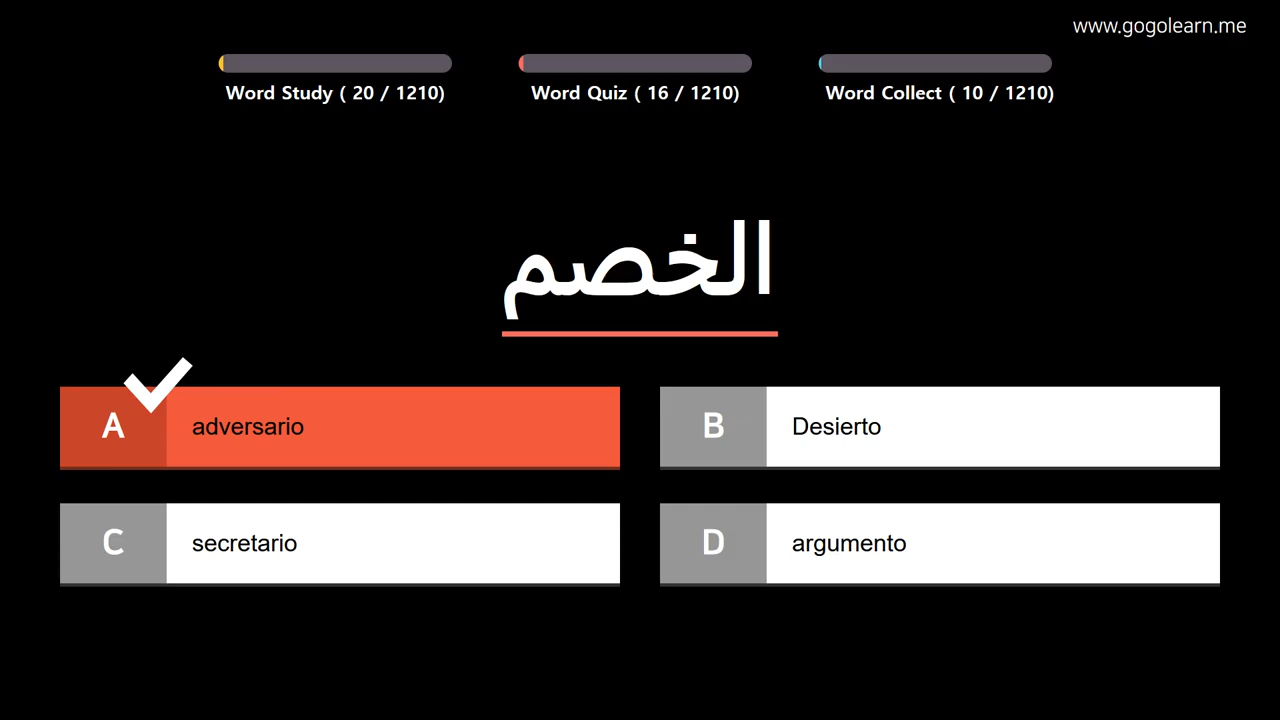 www.gogolearn.me
Word Study ( 20 / 1210)
Word Quiz ( 16 / 1210)
Word Collect ( 10 / 1210)
الخصم
A adversario
B Desierto
C secretario
D argumento